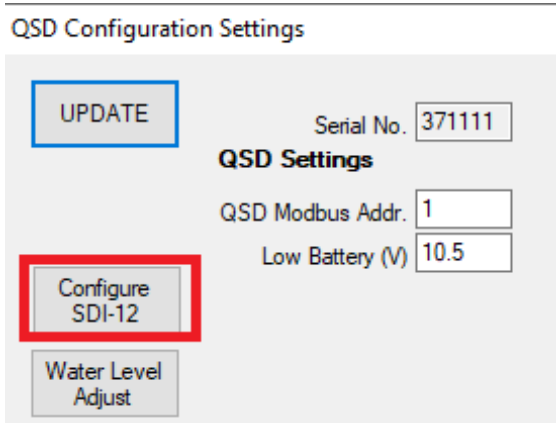 QSD Configuration Settings
UPDATE
Serial No. 371111
QSD Settings
QSD Modbus Addr. 1
Low Battery (V) 10.5
Configure
SDI-12
Water Level
Adjust